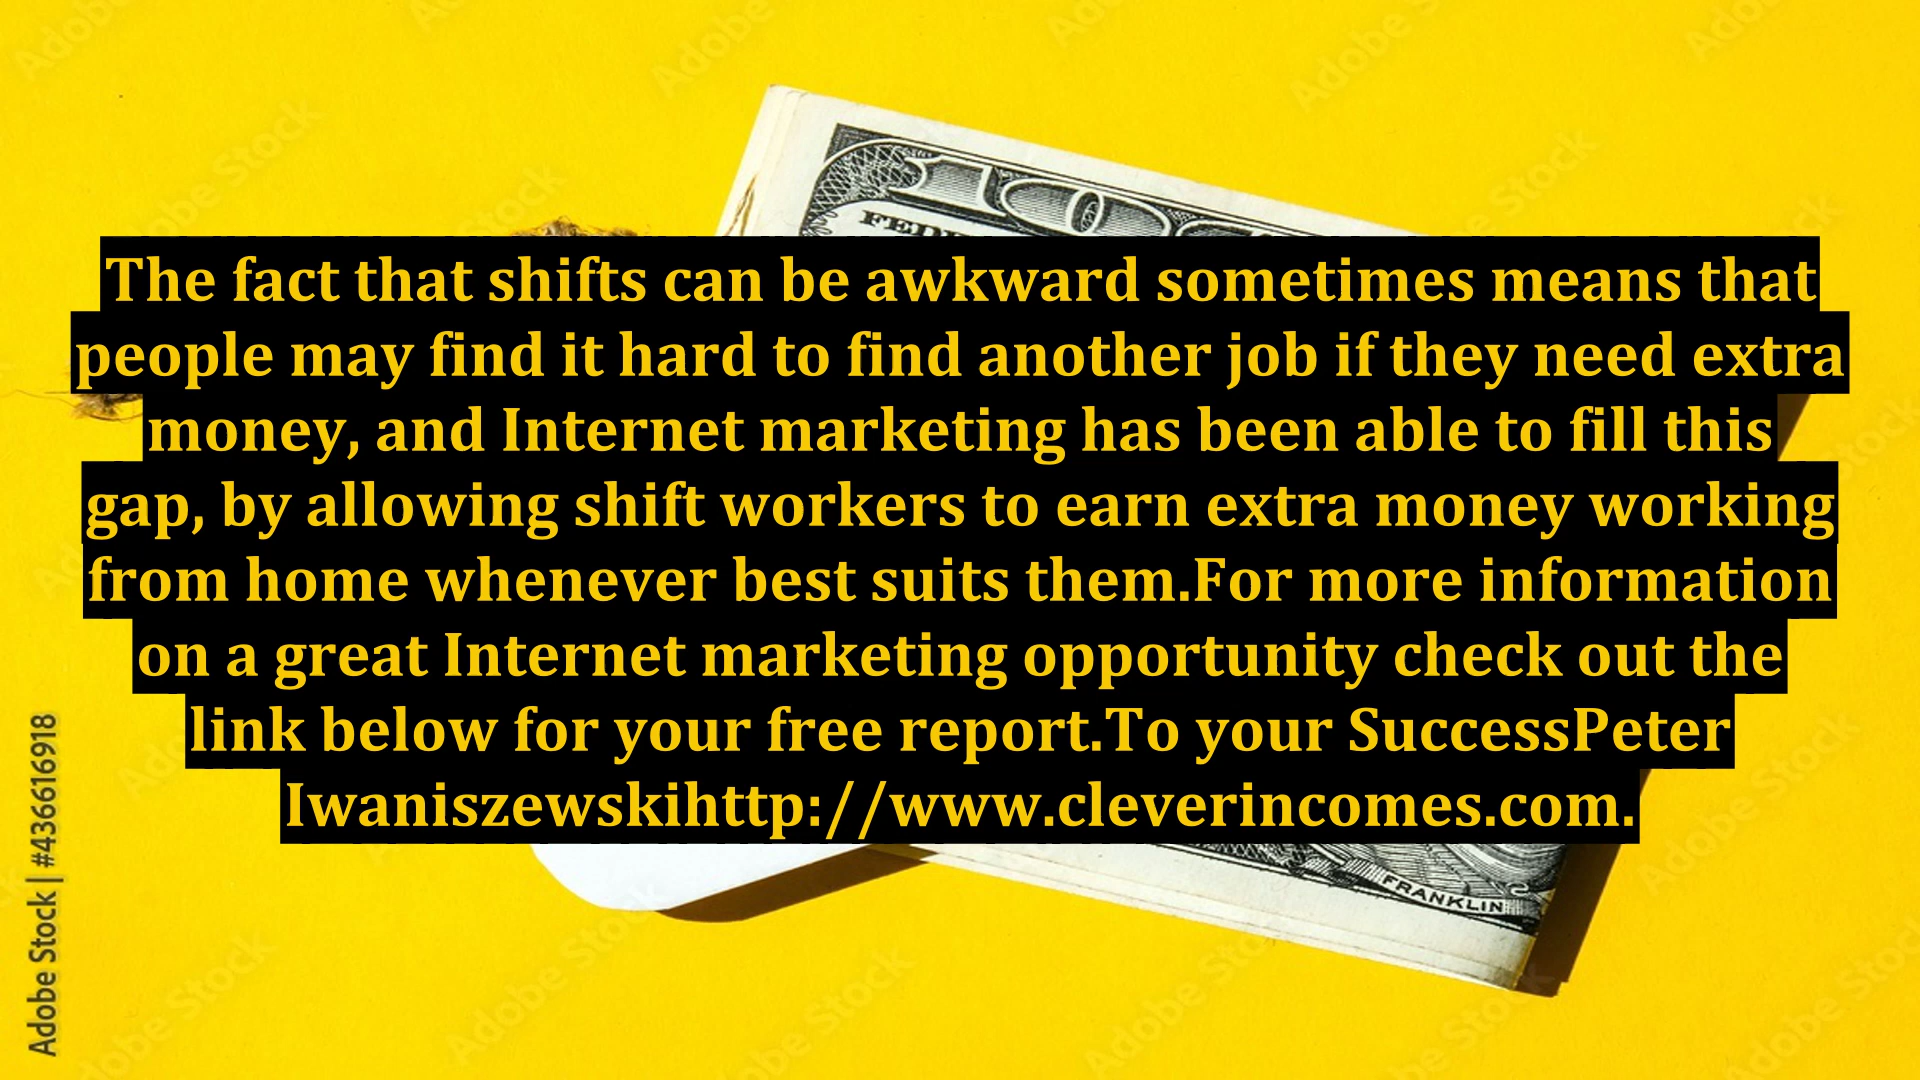 The fact that shifts can be awkward sometimes means that
people may find it hard to find another job if they need extra
money, and Internet marketing has been able to fill this
gap, by allowing shift workers to earn extra money working
from home whenever best suits them.For more information
on a great Internet marketing opportunity check out the
link below for your free report.To your SuccessPeter
Iwaniszewskihttp://www.cleverincomes.com.
FRANKLIN
Adobe Stock | #436616918